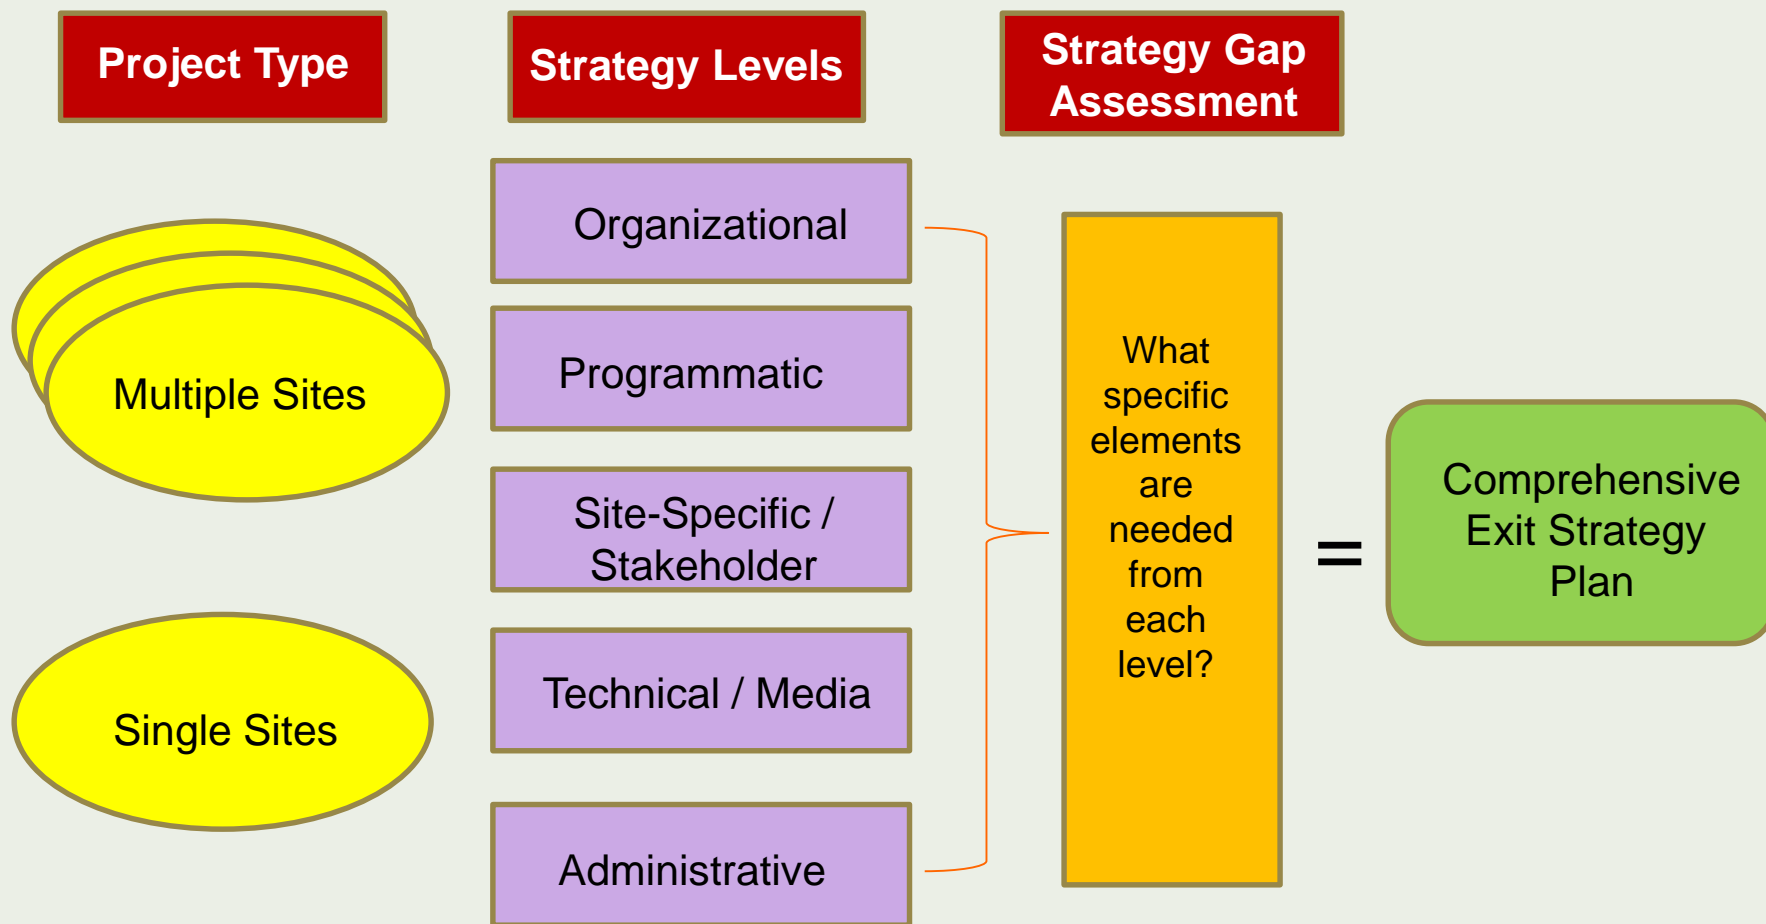 Project Type
Strategy Levels
Strategy Gap
Assessment
Multiple Sites
Single Sites
Organizational
Programmatic
Site-Specific /
Stakeholder
Technical / Media
Administrative
What
specific
elements
are
needed
from
each
level?
=
Comprehensive
Exit Strategy
Plan